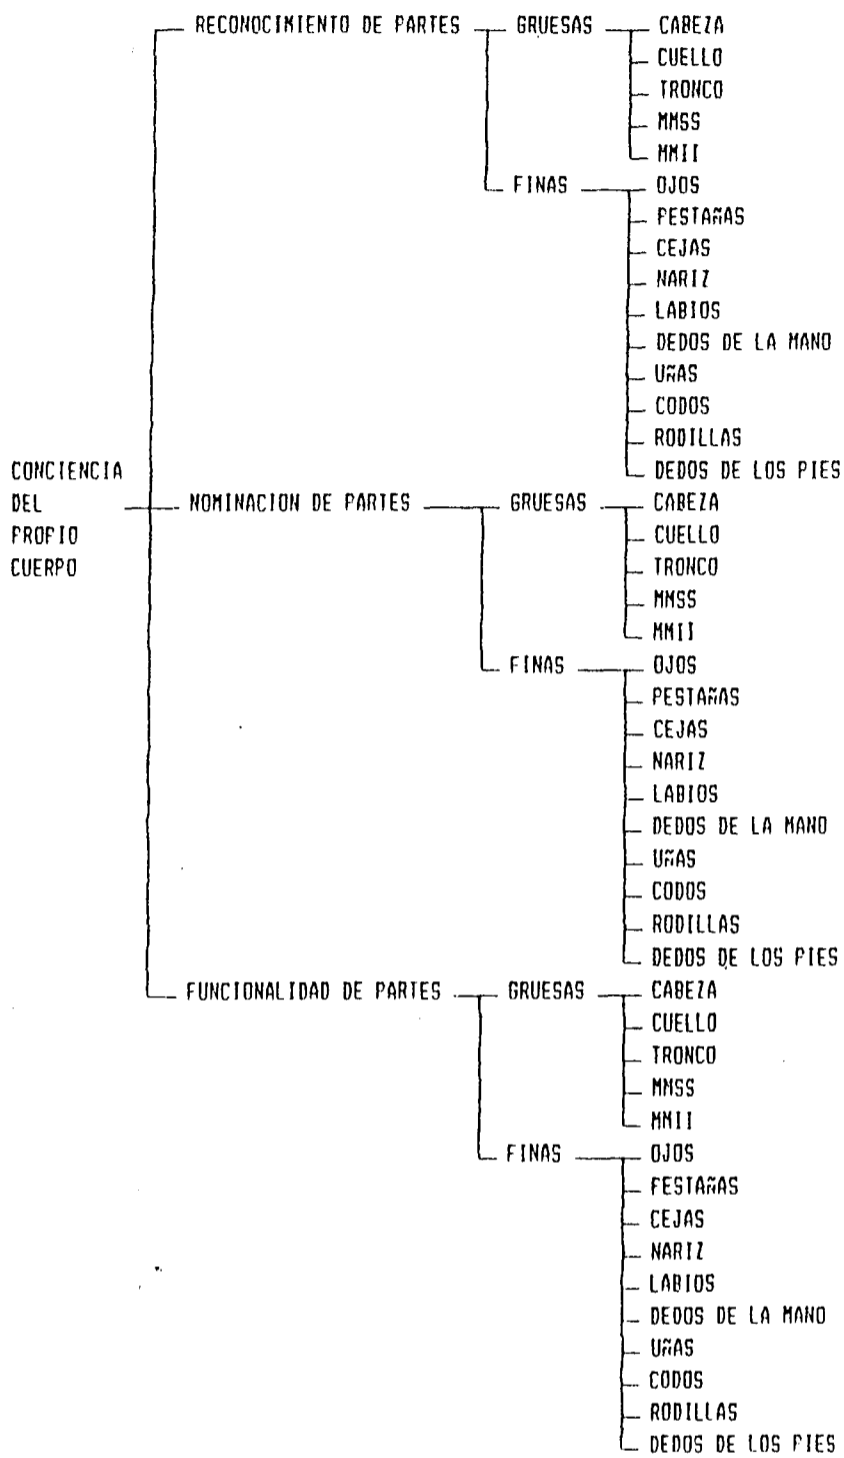 RECONOCIMIENTO DE PARTES GRUESAS CABEZA
CUELLO
TRONCO
MMSS
MMII
FINAS OJOS
PESTAÑAS
CEJAS
NARIZ
LABIOS
DEDOS DE LA MANO
UÑAS
CODOS
RODILLAS
DEDOS DE LOS PIES
CONCIENCIA
DEL
PROPIO
CUERPO
NOMINACION DE PARTES GRUESAS CABEZA
CUELLO
TRONCO
MMSS
MMII
FINAS OJOS
PESTAÑAS
CEJAS
NARIZ
LABIOS
DEDOS DE LA MANO
UÑAS
CODOS
RODILLAS
DEDOS DE LOS PIES
FUNCIONALIDAD DE PARTES GRUESAS CABEZA
CUELLO
TRONCO
MMSS
MMII
FINAS OJOS
PESTAÑAS
CEJAS
NARIZ
LABIOS
DEDOS DE LA MANO
UÑAS
CODOS
RODILLAS
DEDOS DE LOS PIES